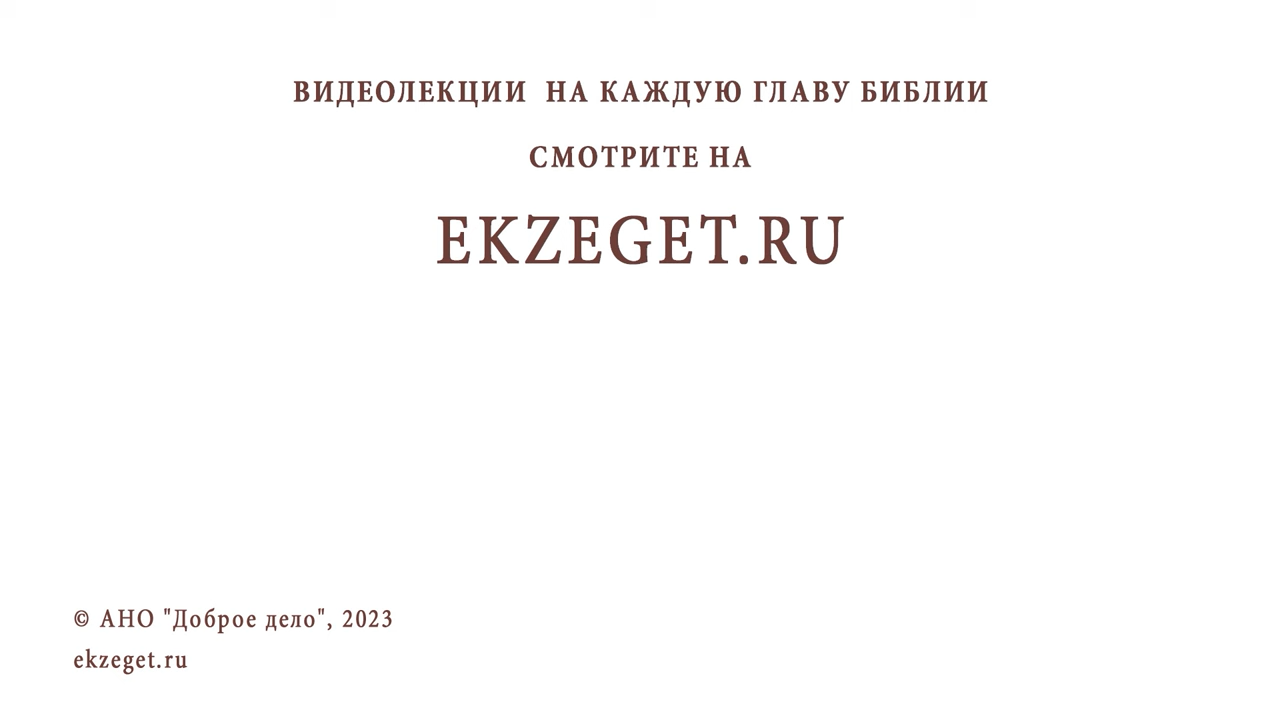 ВИДЕОЛЕКЦИИ НА КАЖДУЮ ГЛАВУ БИБЛИИ
СМОТРИТЕ НА
EKZEGET.RU
© АНО "Доброе дело", 2023
ekzeget.ru